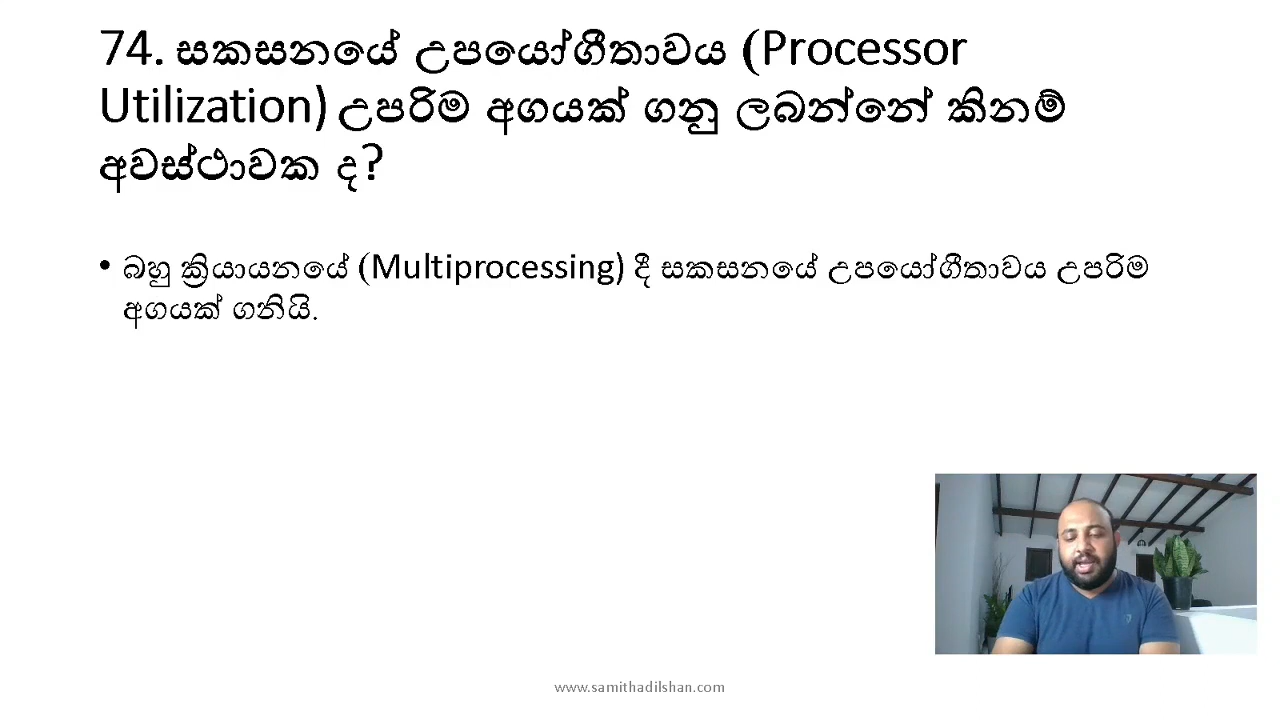 74. සකසනයේ උපයෝගීතාවය (Processor
Utilization) උපරිම අගයක් ගනු ලබන්නේ කිනම්
අවස්ථාවක ද?
• බහු ක්‍රියායනයේ (Multiprocessing) දී සකසනයේ උපයෝගීතාවය උපරිම
අගයක් ගනියි.
www.samithadilshan.com